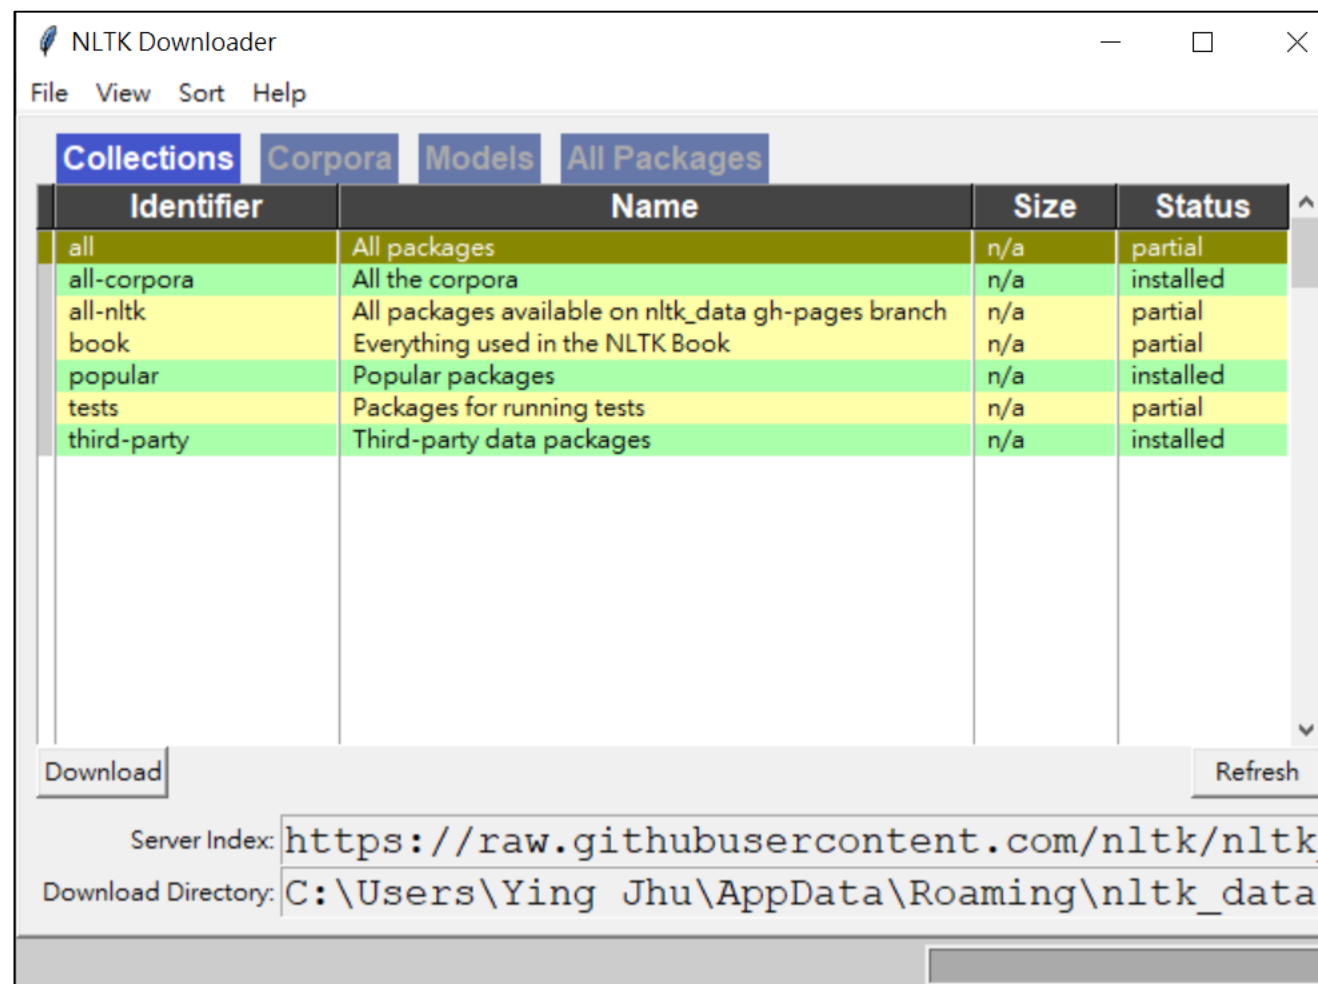 NLTK Downloader
File View Sort Help
Collections Corpora Models All Packages
Identifier Name Size Status
all All packages n/a partial
all-corpora All the corpora n/a installed
all-nltk All packages available on nltk_data gh-pages branch n/a partial
book Everything used in the NLTK Book n/a partial
popular Popular packages n/a installed
tests Packages for running tests n/a partial
third-party Third-party data packages n/a installed
Download Refresh
Server Index: https://raw.githubusercontent.com/nltk/nltk_
Download Directory: C:\Users\Ying Jhu\AppData\Roaming\nltk_data